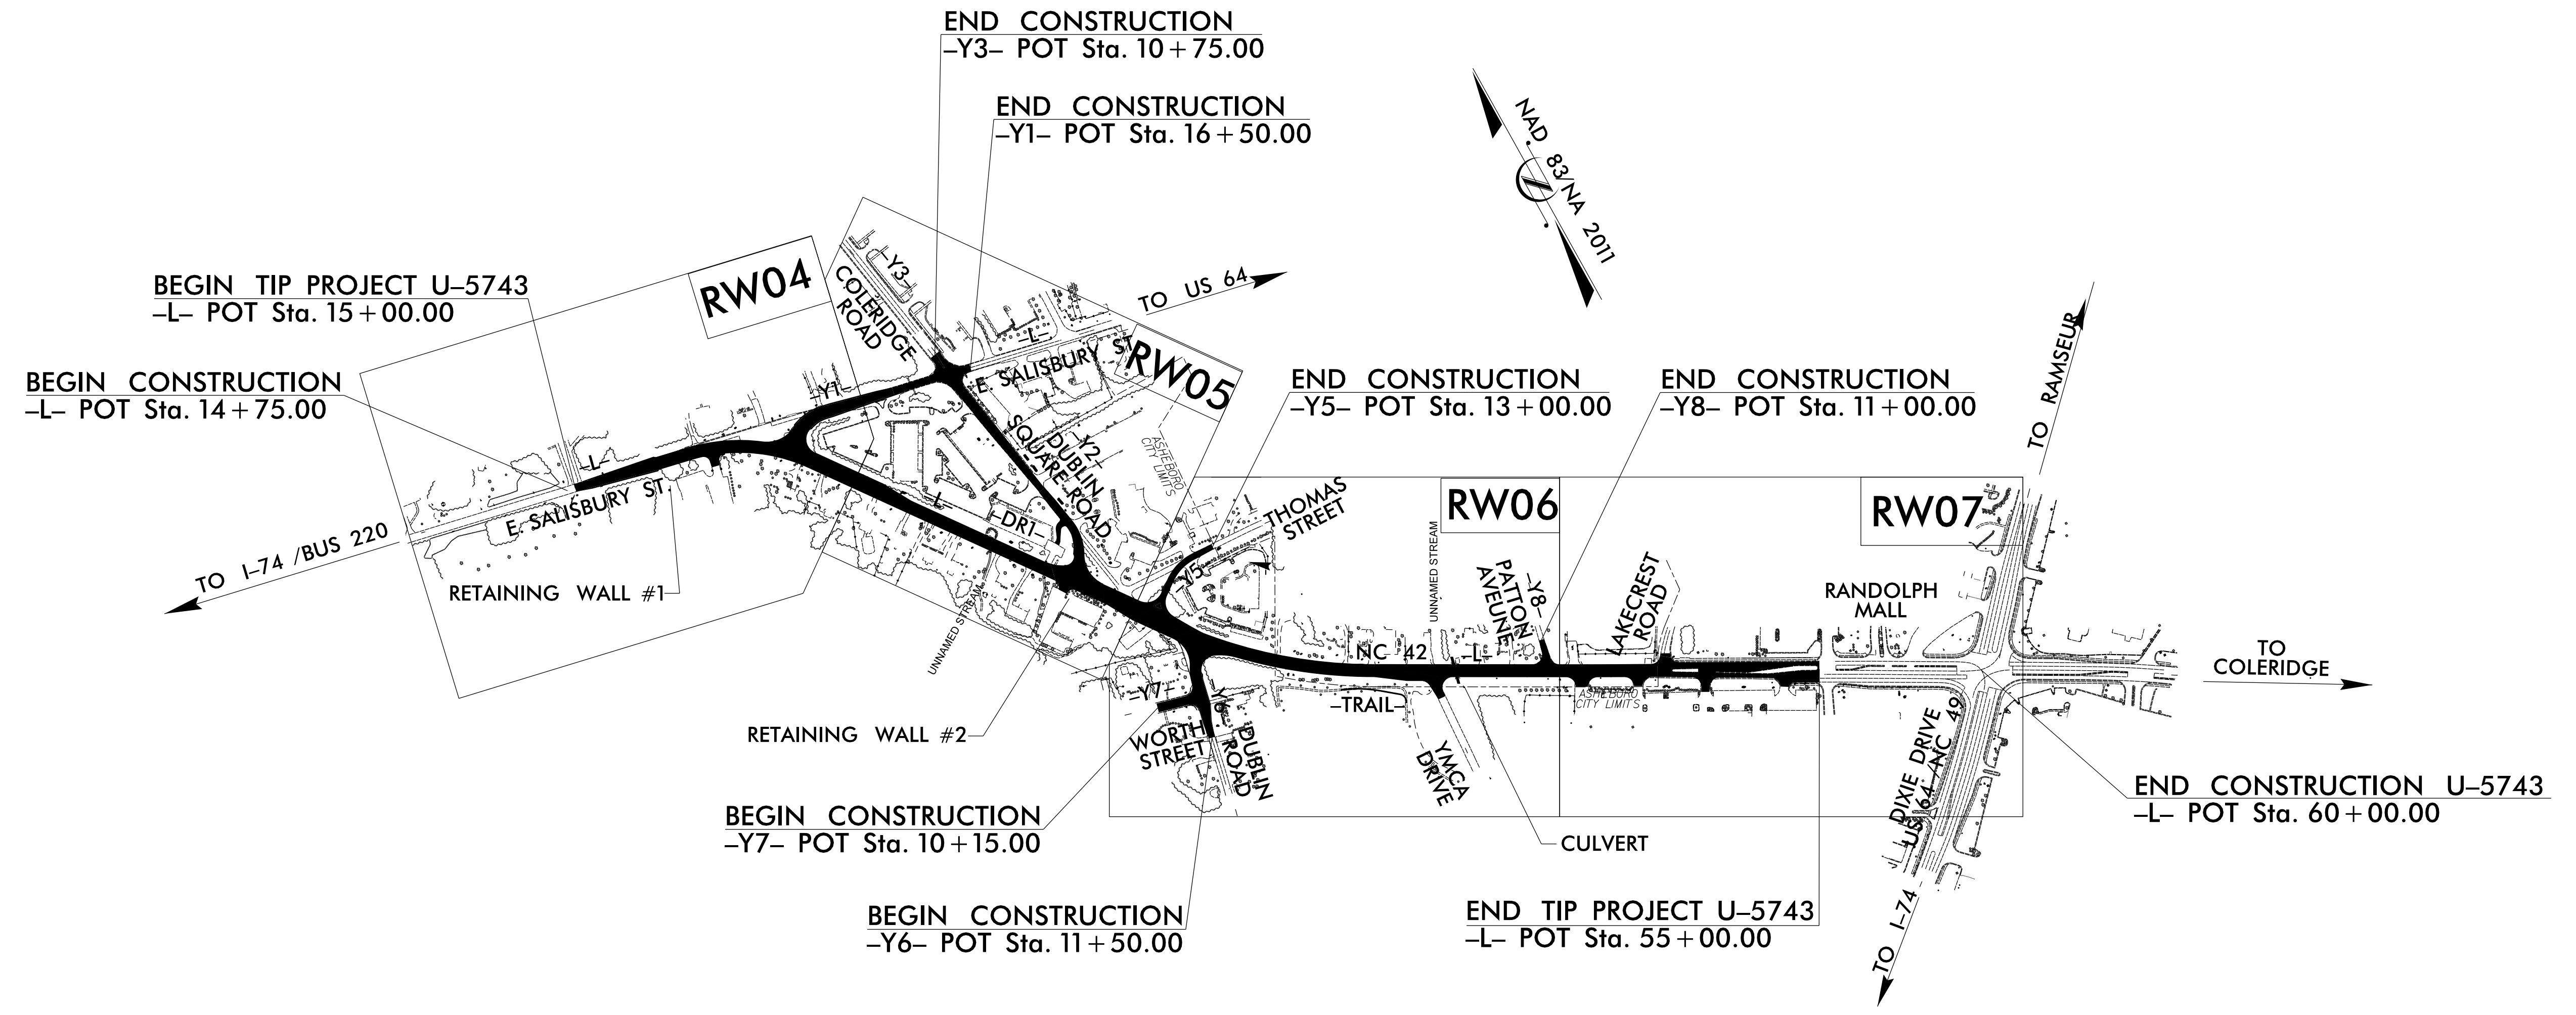 END CONSTRUCTION
–Y3– POT Sta. 10+75.00
END CONSTRUCTION
–Y1– POT Sta. 16+50.00
NAD 83/NA 2011
BEGIN TIP PROJECT U–5743
–L– POT Sta. 15+00.00
RW04
–Y3–
COLERIDGE
ROAD
TO US 64
–L–
E. SALISBURY ST.
RW05
BEGIN CONSTRUCTION
–L– POT Sta. 14+75.00
–Y1–
END CONSTRUCTION
–Y5– POT Sta. 13+00.00
END CONSTRUCTION
–Y8– POT Sta. 11+00.00
TO RAMSEUR
–L–
E. SALISBURY ST.
–Y2–
DUBLIN
SQUARE ROAD
ASHEBORO
CITY LIMITS
–L–
–DR1–
THOMAS
STREET
–Y5–
RW06
RW07
TO I–74 /BUS 220
RETAINING WALL #1
UNNAMED STREAM
UNNAMED STREAM
–Y8–
PATTON
AVEUNE
LAKECREST
ROAD
RANDOLPH
MALL
NC 42
–L–
TO
COLERIDGE
–Y7–
–Y6–
–TRAIL–
ASHEBORO
CITY LIMITS
RETAINING WALL #2
WORTH
STREET
DUBLIN
ROAD
YMCA
DRIVE
DIXIE DRIVE
US 64 /NC 49
END CONSTRUCTION U–5743
–L– POT Sta. 60+00.00
BEGIN CONSTRUCTION
–Y7– POT Sta. 10+15.00
CULVERT
BEGIN CONSTRUCTION
–Y6– POT Sta. 11+50.00
END TIP PROJECT U–5743
–L– POT Sta. 55+00.00
TO I–74